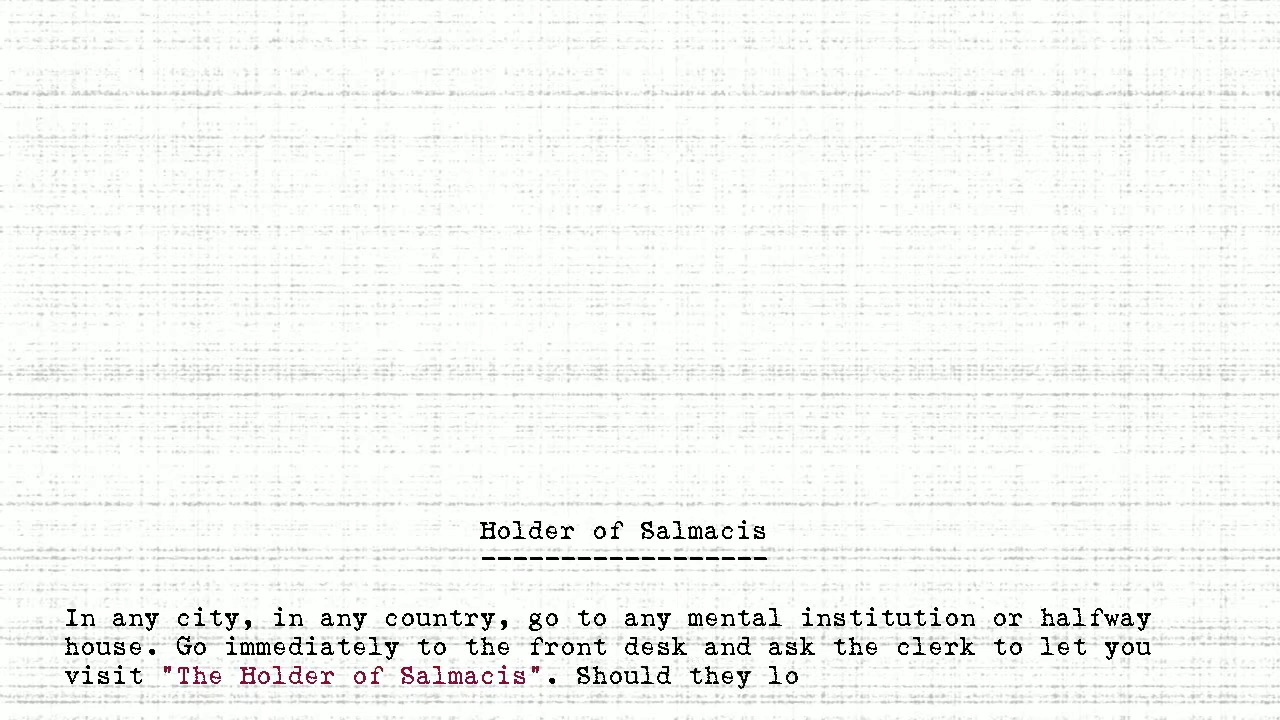 Holder of Salmacis
------------------
In any city, in any country, go to any mental institution or halfway
house. Go immediately to the front desk and ask the clerk to let you
visit "The Holder of Salmacis". Should they lo